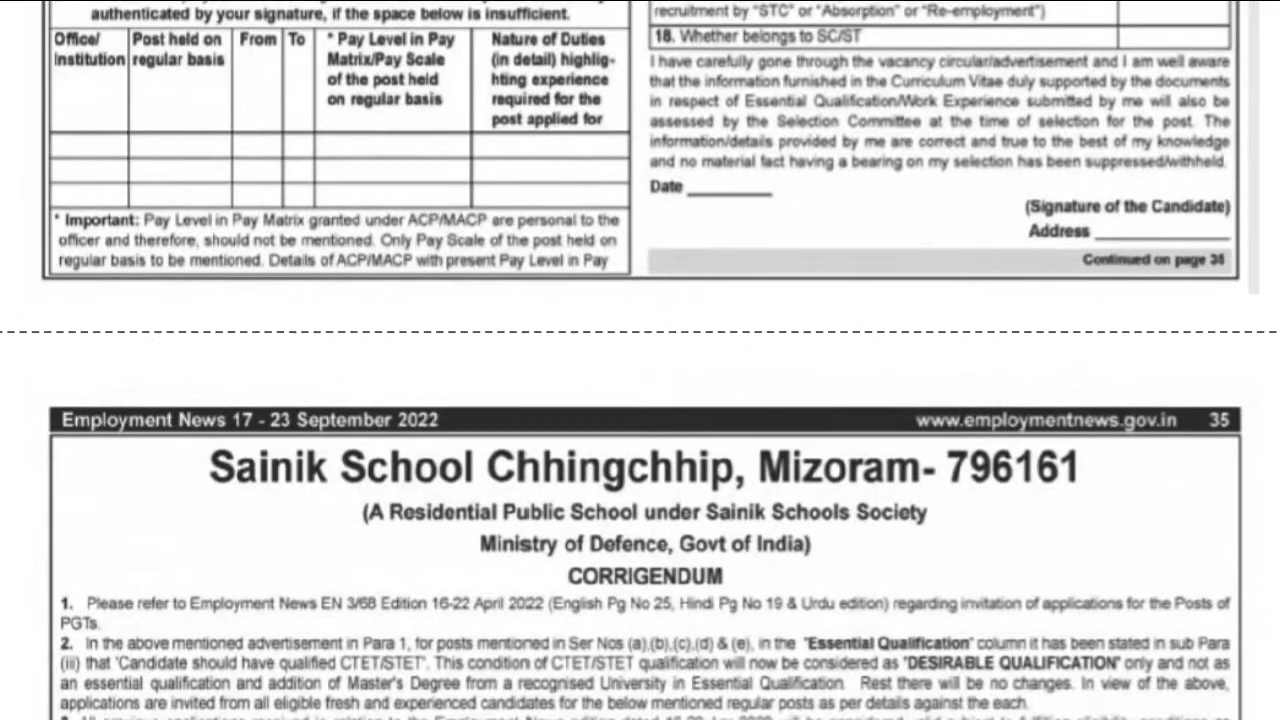 authenticated by your signature, if the space below is insufficient.
Office/ Institution
Post held on regular basis
From
To
* Pay Level in Pay Matrix/Pay Scale of the post held on regular basis
Nature of Duties (in detail) highlig- hting experience required for the post applied for
* Important: Pay Level in Pay Matrix granted under ACP/MACP are personal to the
officer and therefore, should not be mentioned. Only Pay Scale of the post held on
regular basis to be mentioned. Details of ACP/MACP with present Pay Level in Pay
recruitment by "STC" or "Absorption" or "Re-employment")
18. Whether belongs to SC/ST
I have carefully gone through the vacancy circular/advertisement and I am well aware
that the information furnished in the Curriculum Vitae duly supported by the documents
in respect of Essential Qualification/Work Experience submitted by me will also be
assessed by the Selection Committee at the time of selection for the post. The
information/details provided by me are correct and true to the best of my knowledge
and no material fact having a bearing on my selection has been suppressed/withheld.
Date
(Signature of the Candidate)
Address
Continued on page 35
Employment News 17 - 23 September 2022 www.employmentnews.gov.in 35
Sainik School Chhingchhip, Mizoram- 796161
(A Residential Public School under Sainik Schools Society
Ministry of Defence, Govt of India)
CORRIGENDUM
1. Please refer to Employment News EN 3/68 Edition 16-22 April 2022 (English Pg No 25, Hindi Pg No 19 & Urdu edition) regarding invitation of applications for the Posts of
PGTs.
2. In the above mentioned advertisement in Para 1, for posts mentioned in Ser Nos (a),(b),(c),(d) & (e), in the "Essential Qualification" column it has been stated in sub Para
(ii) that 'Candidate should have qualified CTET/STET'. This condition of CTET/STET qualification will now be considered as "DESIRABLE QUALIFICATION" only and not as
an essential qualification and addition of Master's Degree from a recognised University in Essential Qualification. Rest there will be no changes. In view of the above,
applications are invited from all eligible fresh and experienced candidates for the below mentioned regular posts as per details against the each.